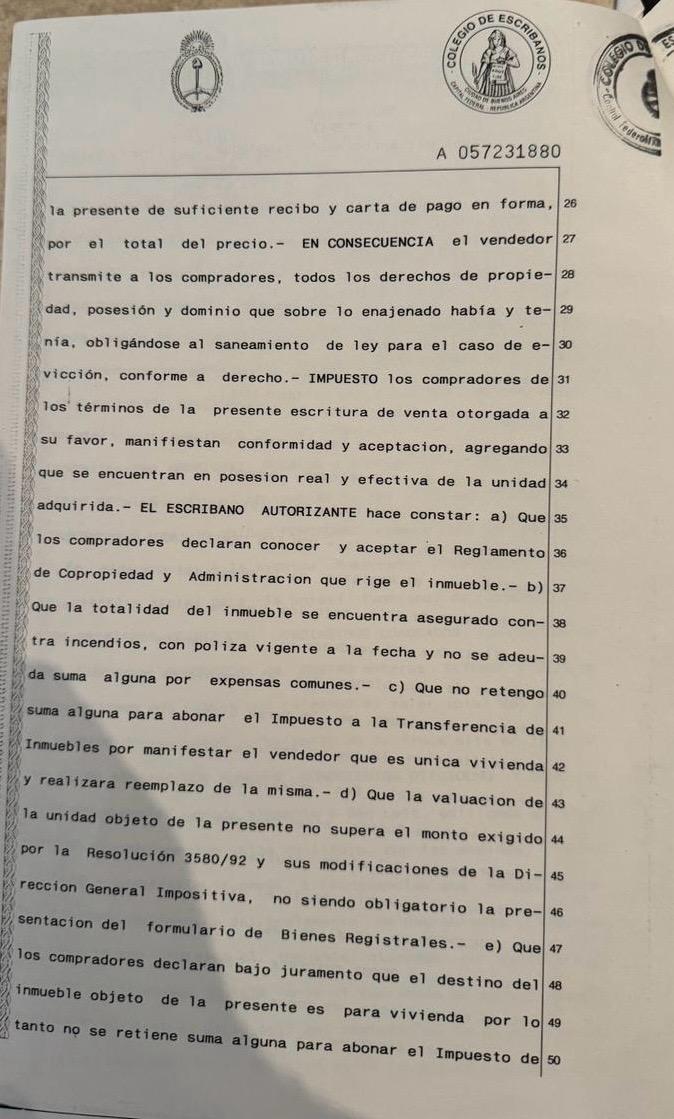 COLEGIO DE ESCRIBANOS
CIUDAD DE BUENOS AIRES
CAPITAL FEDERAL - REPUBLICA ARGENTINA
COLEGIO DE
Capital Federal
A 057231880
la presente de suficiente recibo y carta de pago en forma, 26
por el total del precio.- EN CONSECUENCIA el vendedor 27
transmite a los compradores, todos los derechos de propie- 28
dad, posesión y dominio que sobre lo enajenado había y te- 29
nía, obligándose al saneamiento de ley para el caso de e- 30
vicción, conforme a derecho.- IMPUESTO los compradores de 31
los términos de la presente escritura de venta otorgada a 32
su favor, manifiestan conformidad y aceptacion, agregando 33
que se encuentran en posesion real y efectiva de la unidad 34
adquirida.- EL ESCRIBANO AUTORIZANTE hace constar: a) Que 35
los compradores declaran conocer y aceptar el Reglamento 36
de Copropiedad y Administracion que rige el inmueble.- b) 37
Que la totalidad del inmueble se encuentra asegurado con- 38
tra incendios, con poliza vigente a la fecha y no se adeu- 39
da suma alguna por expensas comunes.- c) Que no retengo 40
suma alguna para abonar el Impuesto a la Transferencia de 41
Inmuebles por manifestar el vendedor que es unica vivienda 42
y realizara reemplazo de la misma.- d) Que la valuacion de 43
la unidad objeto de la presente no supera el monto exigido 44
por la Resolución 3580/92 y sus modificaciones de la Di- 45
reccion General Impositiva, no siendo obligatorio la pre- 46
sentacion del formulario de Bienes Registrales.- e) Que 47
los compradores declaran bajo juramento que el destino del 48
inmueble objeto de la presente es para vivienda por lo 49
tanto no se retiene suma alguna para abonar el Impuesto de 50